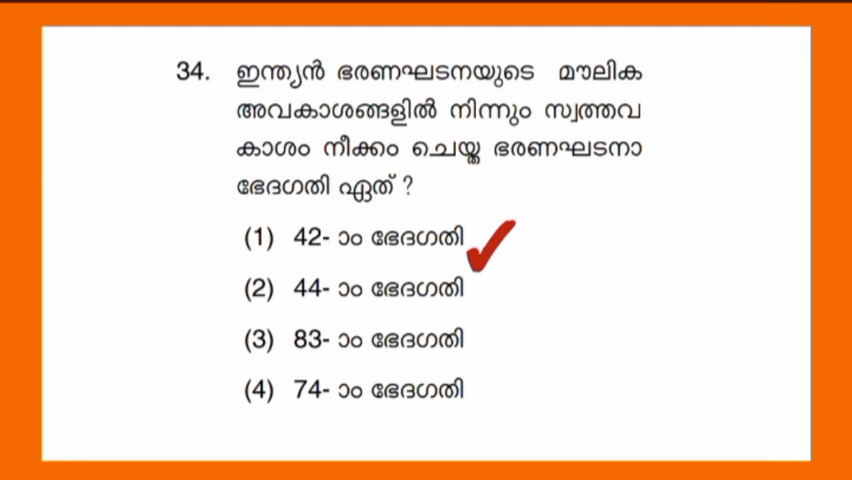 34. ഇന്ത്യൻ ഭരണഘടനയുടെ മൗലിക
അവകാശങ്ങളിൽ നിന്നും സ്വത്തവ
കാശം നീക്കം ചെയ്ത ഭരണഘടനാ
ഭേദഗതി ഏത് ?
(1) 42- ാം ഭേദഗതി
(2) 44- ാം ഭേദഗതി
(3) 83- ാം ഭേദഗതി
(4) 74- ാം ഭേദഗതി